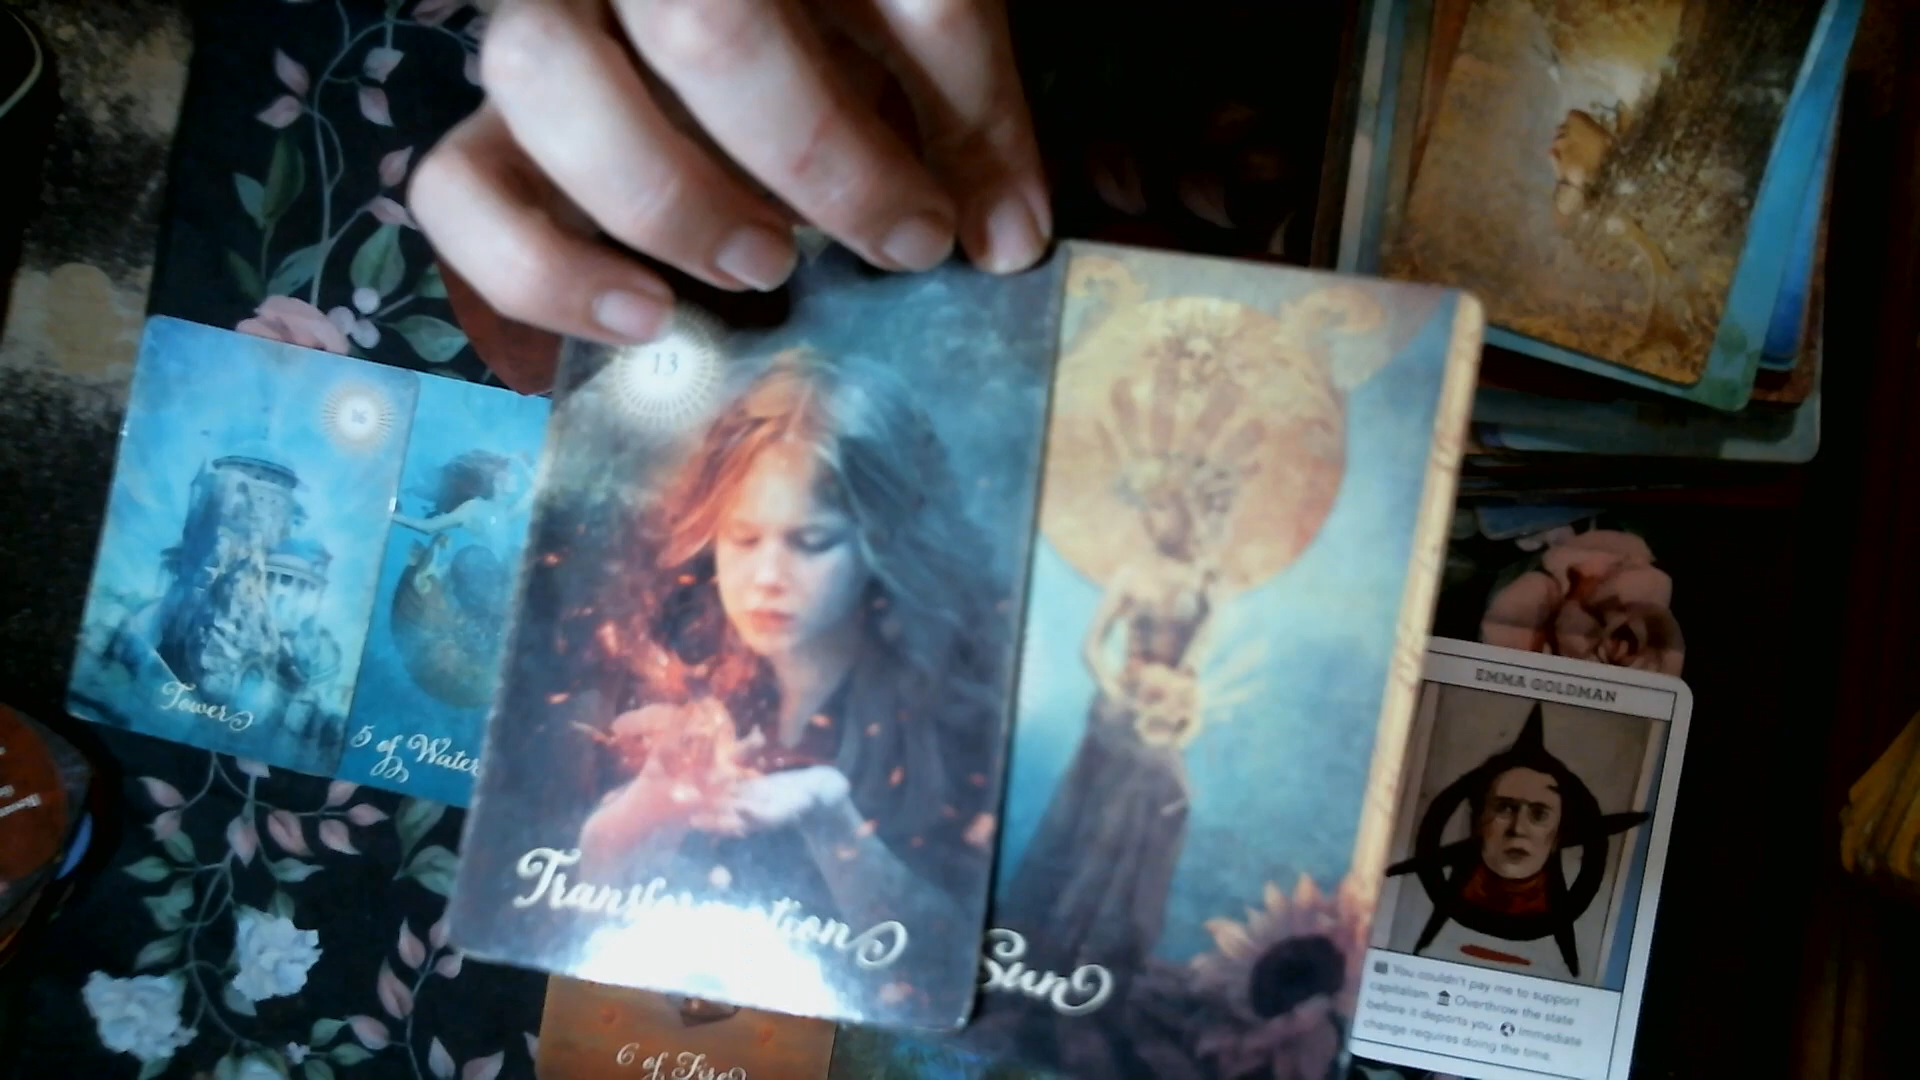 13
16
EMMA GOLDMAN
Tower
5 of Water
Transformation
Sun
You couldn't pay me to support
capitalism. Overthrow the state
before it deports you. Immediate
change requires doing the time
6 of Fire